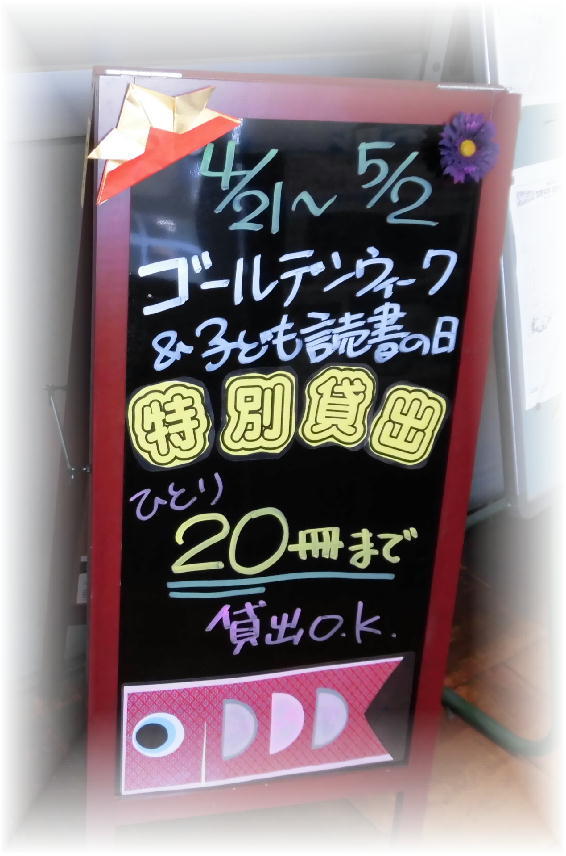 4/21〜5/2
ゴールデンウィーク
&子ども読書の日
特別貸出
ひとり
20冊まで
貸出O.K.